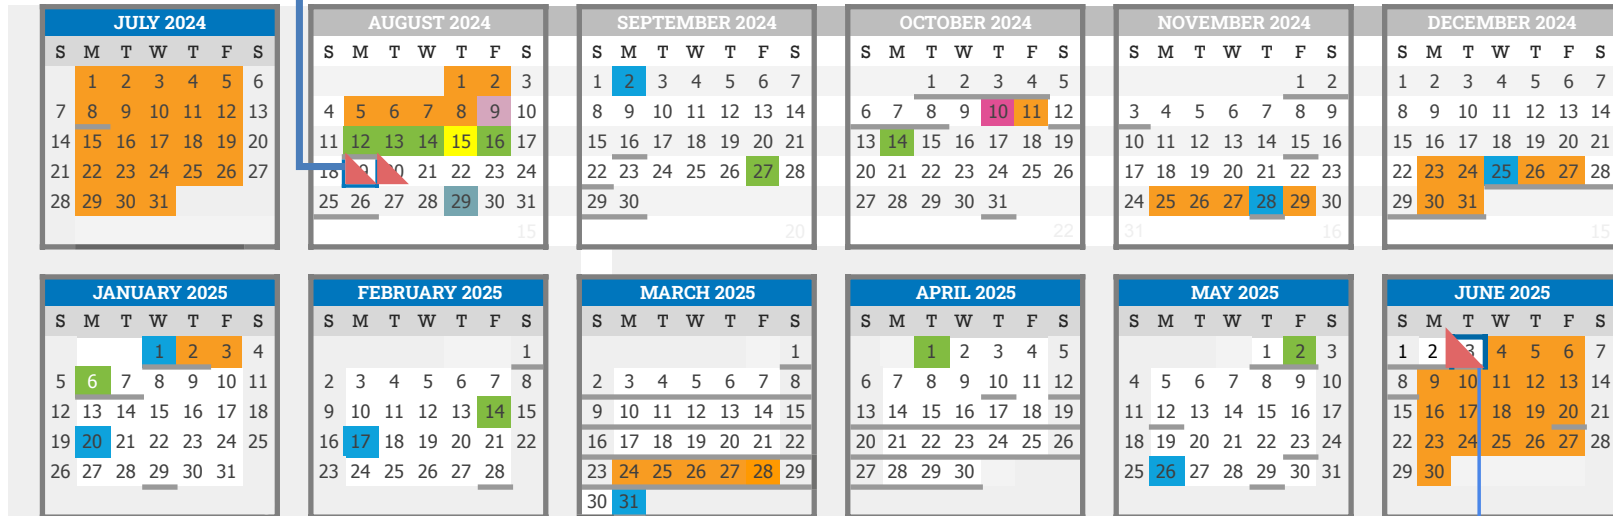 JULY 2024
S M T W T F S
1 2 3 4 5 6
7 8 9 10 11 12 13
14 15 16 17 18 19 20
21 22 23 24 25 26 27
28 29 30 31
AUGUST 2024
S M T W T F S
1 2 3
4 5 6 7 8 9 10
11 12 13 14 15 16 17
18 21 22 23 24
25 26 27 28 29 30 31
15
SEPTEMBER 2024
S M T W T F S
1 2 3 4 5 6 7
8 9 10 11 12 13 14
15 16 17 18 19 20 21
22 23 24 25 26 27 28
29 30
20
OCTOBER 2024
S M T W T F S
1 2 3 4 5
6 7 8 9 10 11 12
13 14 15 16 17 18 19
20 21 22 23 24 25 26
27 28 29 30 31
22
NOVEMBER 2024
S M T W T F S
1 2
3 4 5 6 7 8 9
10 11 12 13 14 15 16
17 18 19 20 21 22 23
24 25 26 27 28 29 30
31 16
DECEMBER 2024
S M T W T F S
1 2 3 4 5 6 7
8 9 10 11 12 13 14
15 16 17 18 19 20 21
22 23 24 25 26 27 28
29 30 31
15
JANUARY 2025
S M T W T F S
1 2 3 4
5 6 7 8 9 10 11
12 13 14 15 16 17 18
19 20 21 22 23 24 25
26 27 28 29 30 31
FEBRUARY 2025
S M T W T F S
1
2 3 4 5 6 7 8
9 10 11 12 13 14 15
16 17 18 19 20 21 22
23 24 25 26 27 28
MARCH 2025
S M T W T F S
1
2 3 4 5 6 7 8
9 10 11 12 13 14 15
16 17 18 19 20 21 22
23 24 25 26 27 28 29
30 31
APRIL 2025
S M T W T F S
1 2 3 4 5
6 7 8 9 10 11 12
13 14 15 16 17 18 19
20 21 22 23 24 25 26
27 28 29 30
MAY 2025
S M T W T F S
1 2 3
4 5 6 7 8 9 10
11 12 13 14 15 16 17
18 19 20 21 22 23 24
25 26 27 28 29 30 31
JUNE 2025
S M T W T F S
1 2 3 4 5 6 7
8 9 10 11 12 13 14
15 16 17 18 19 20 21
22 23 24 25 26 27 28
29 30